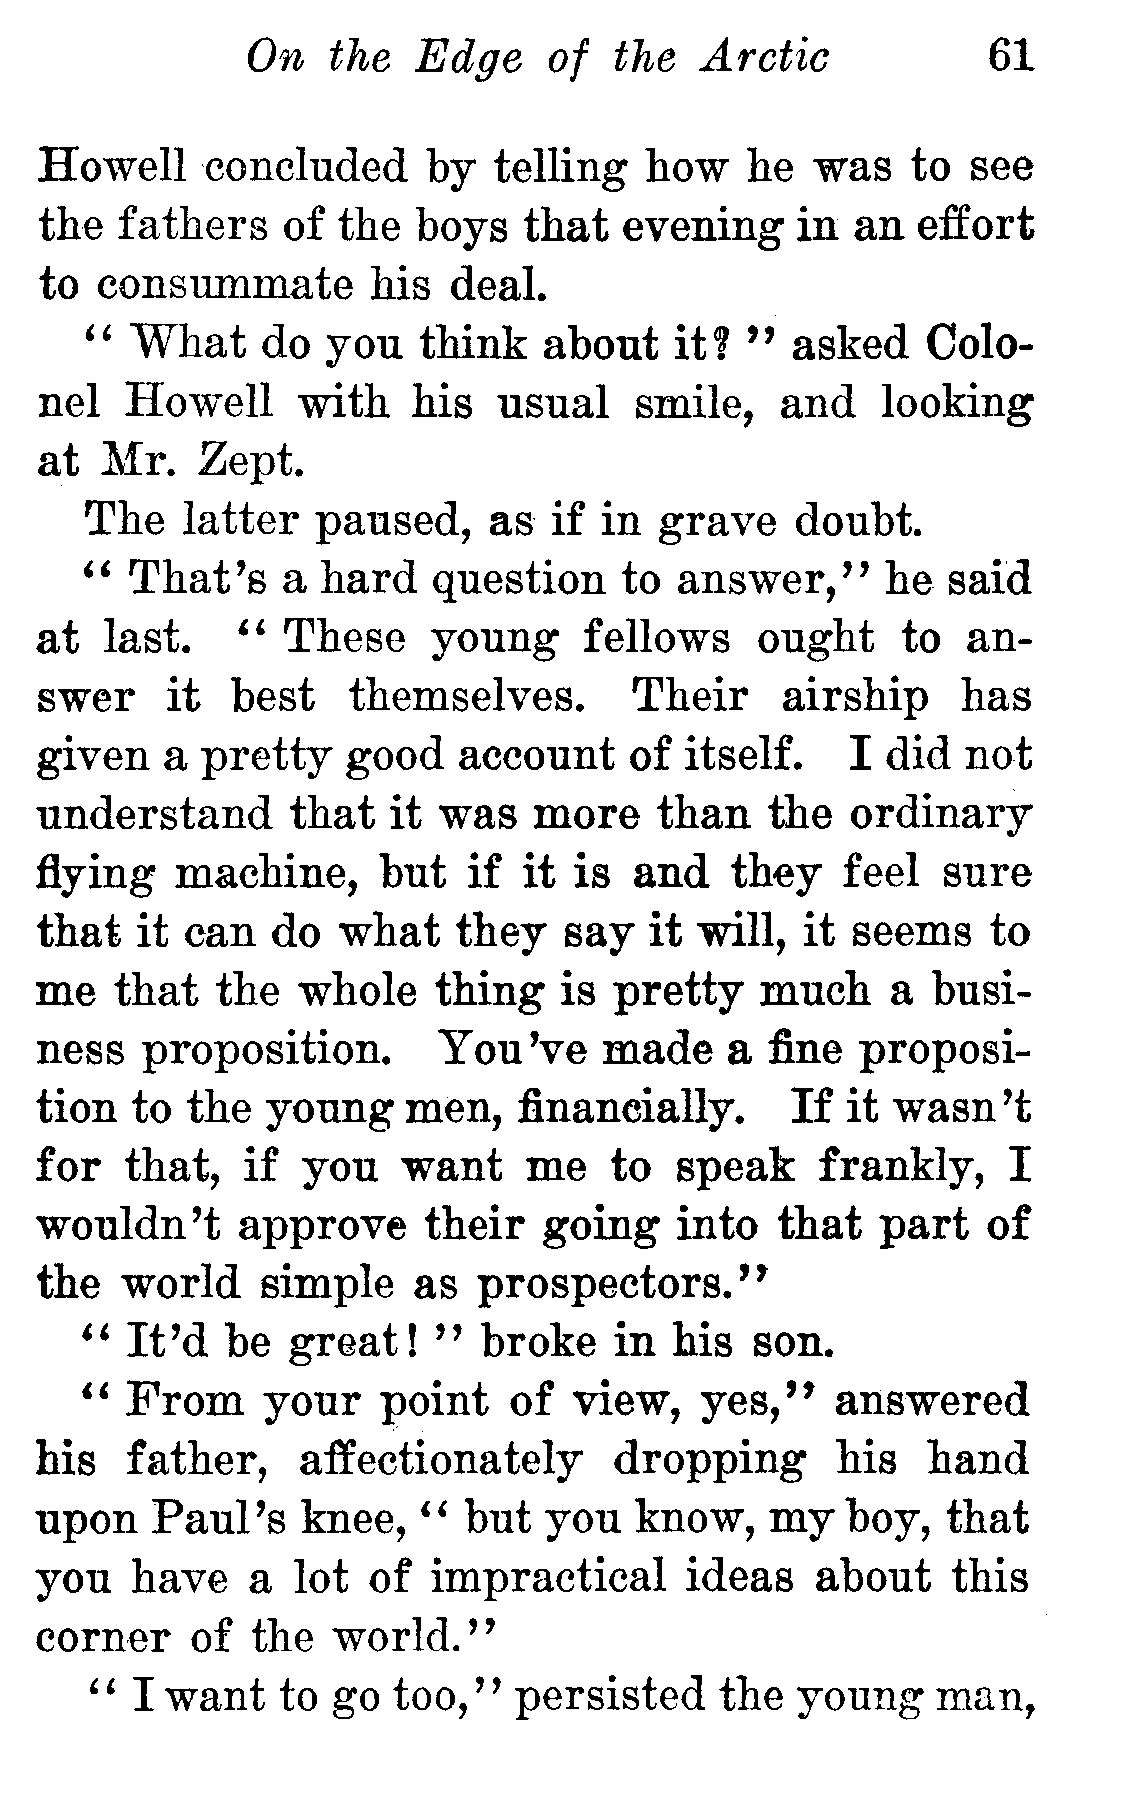 On the Edge of the Arctic 61
Howell concluded by telling how he was to see
the fathers of the boys that evening in an effort
to consummate his deal.
“ What do you think about it? ” asked Colo-
nel Howell with his usual smile, and looking
at Mr. Zept.
The latter paused, as if in grave doubt.
“ That’s a hard question to answer,” he said
at last. “ These young fellows ought to an-
swer it best themselves. Their airship has
given a pretty good account of itself. I did not
understand that it was more than the ordinary
flying machine, but if it is and they feel sure
that it can do what they say it will, it seems to
me that the whole thing is pretty much a busi-
ness proposition. You’ve made a fine proposi-
tion to the young men, financially. If it wasn’t
for that, if you want me to speak frankly, I
wouldn’t approve their going into that part of
the world simple as prospectors.”
“ It’d be great! ” broke in his son.
“ From your point of view, yes,” answered
his father, affectionately dropping his hand
upon Paul’s knee, “ but you know, my boy, that
you have a lot of impractical ideas about this
corner of the world.”
“ I want to go too,” persisted the young man,